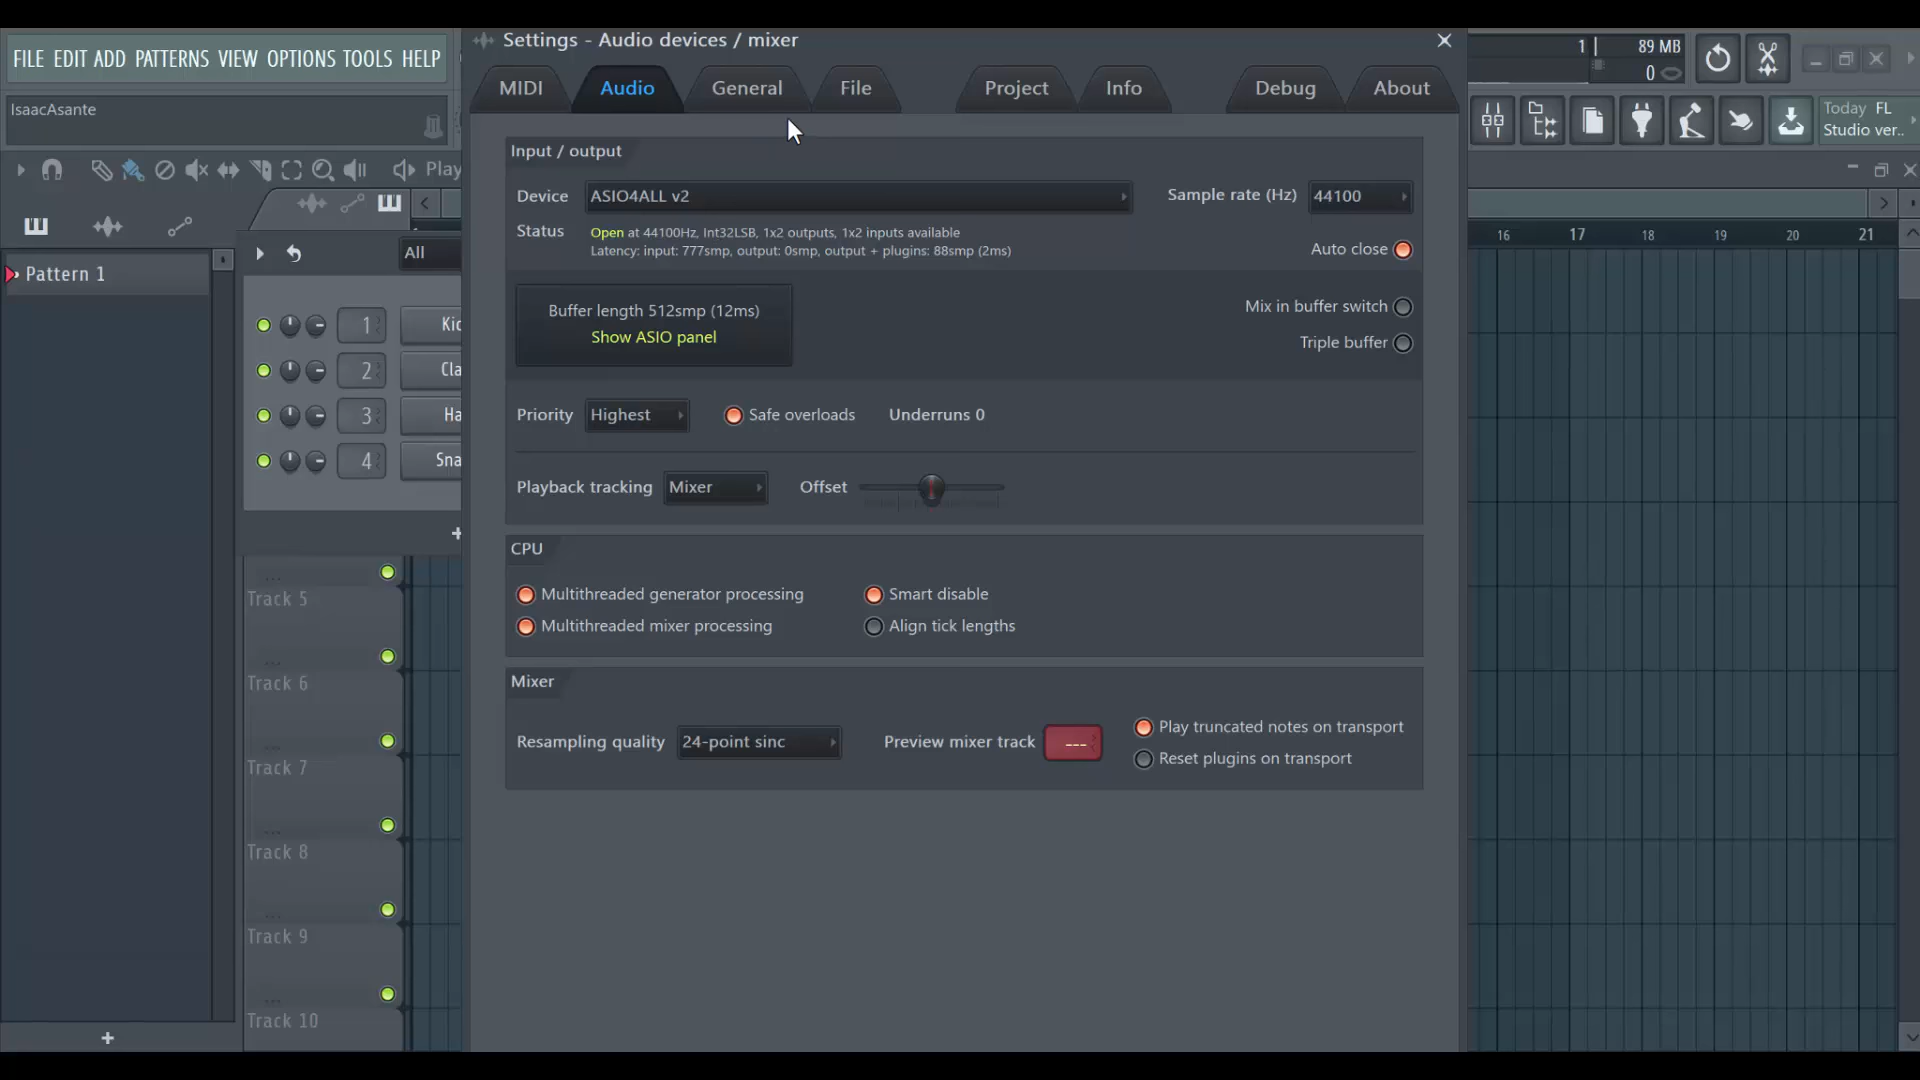 FILE EDIT ADD PATTERNS VIEW OPTIONS TOOLS HELP
IsaacAsante
Play
Settings - Audio devices / mixer
MIDI Audio General File Project Info Debug About
1 89 MB
0
Today FL
Studio ver..
Input / output
Device ASIO4ALL v2 Sample rate (Hz) 44100
Status Open at 44100Hz, Int32LSB, 1x2 outputs, 1x2 inputs available
Latency: input: 777smp, output: 0smp, output + plugins: 88smp (2ms)
Auto close
Buffer length 512smp (12ms)
Show ASIO panel
Mix in buffer switch
Triple buffer
Priority Highest Safe overloads Underruns 0
Playback tracking Mixer Offset
CPU
Multithreaded generator processing Smart disable
Multithreaded mixer processing Align tick lengths
Mixer
Resampling quality 24-point sinc Preview mixer track ---
Play truncated notes on transport
Reset plugins on transport
Pattern 1
All
1 Kic
2 Cla
3 Ha
4 Sna
Track 5
Track 6
Track 7
Track 8
Track 9
Track 10
16 17 18 19 20 21